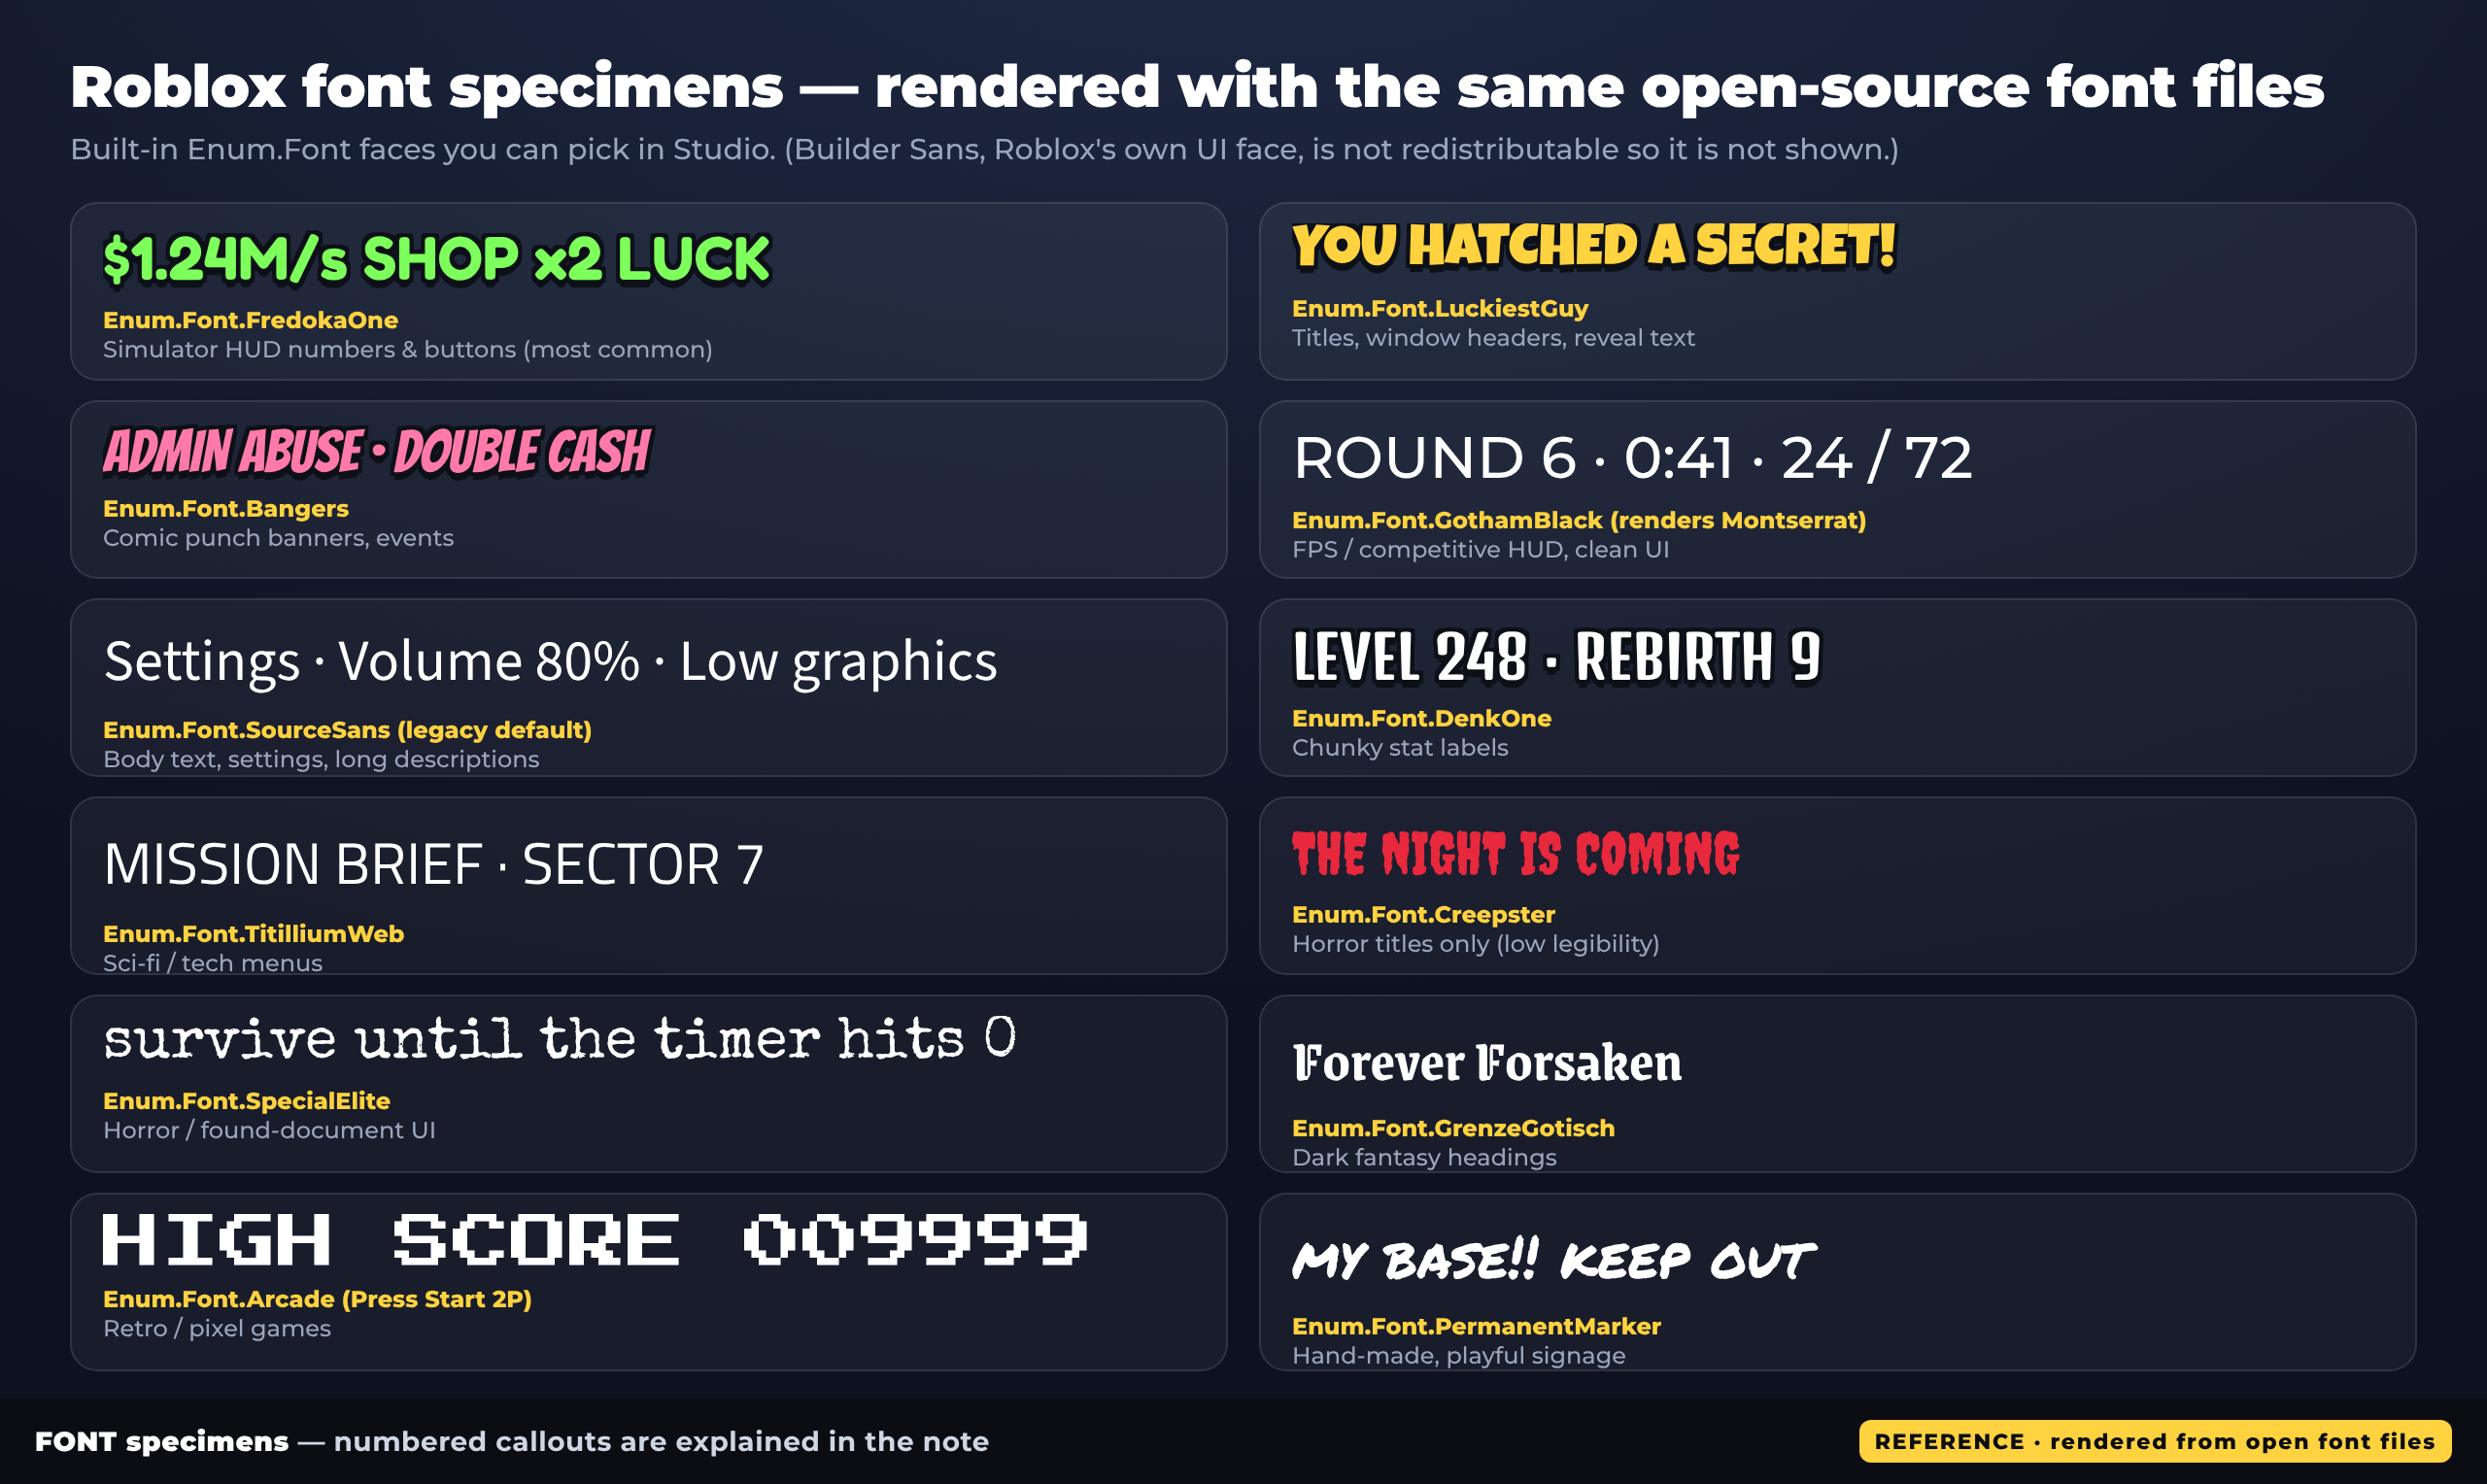 Roblox font specimens — rendered with the same open-source font files
Built-in Enum.Font faces you can pick in Studio. (Builder Sans, Roblox's own UI face, is not redistributable so it is not shown.)
$1.24M/s SHOP x2 LUCK
Enum.Font.FredokaOne
Simulator HUD numbers & buttons (most common)
YOU HATCHED A SECRET!
Enum.Font.LuckiestGuy
Titles, window headers, reveal text
ADMIN ABUSE · DOUBLE CASH
Enum.Font.Bangers
Comic punch banners, events
ROUND 6 · 0:41 · 24 / 72
Enum.Font.GothamBlack (renders Montserrat)
FPS / competitive HUD, clean UI
Settings · Volume 80% · Low graphics
Enum.Font.SourceSans (legacy default)
Body text, settings, long descriptions
LEVEL 248 · REBIRTH 9
Enum.Font.DenkOne
Chunky stat labels
MISSION BRIEF · SECTOR 7
Enum.Font.TitilliumWeb
Sci-fi / tech menus
THE NIGHT IS COMING
Enum.Font.Creepster
Horror titles only (low legibility)
survive until the timer hits 0
Enum.Font.SpecialElite
Horror / found-document UI
Forever Forsaken
Enum.Font.GrenzeGotisch
Dark fantasy headings
HIGH SCORE 009999
Enum.Font.Arcade (Press Start 2P)
Retro / pixel games
MY BASE!! KEEP OUT
Enum.Font.PermanentMarker
Hand-made, playful signage
FONT specimens — numbered callouts are explained in the note
REFERENCE · rendered from open font files